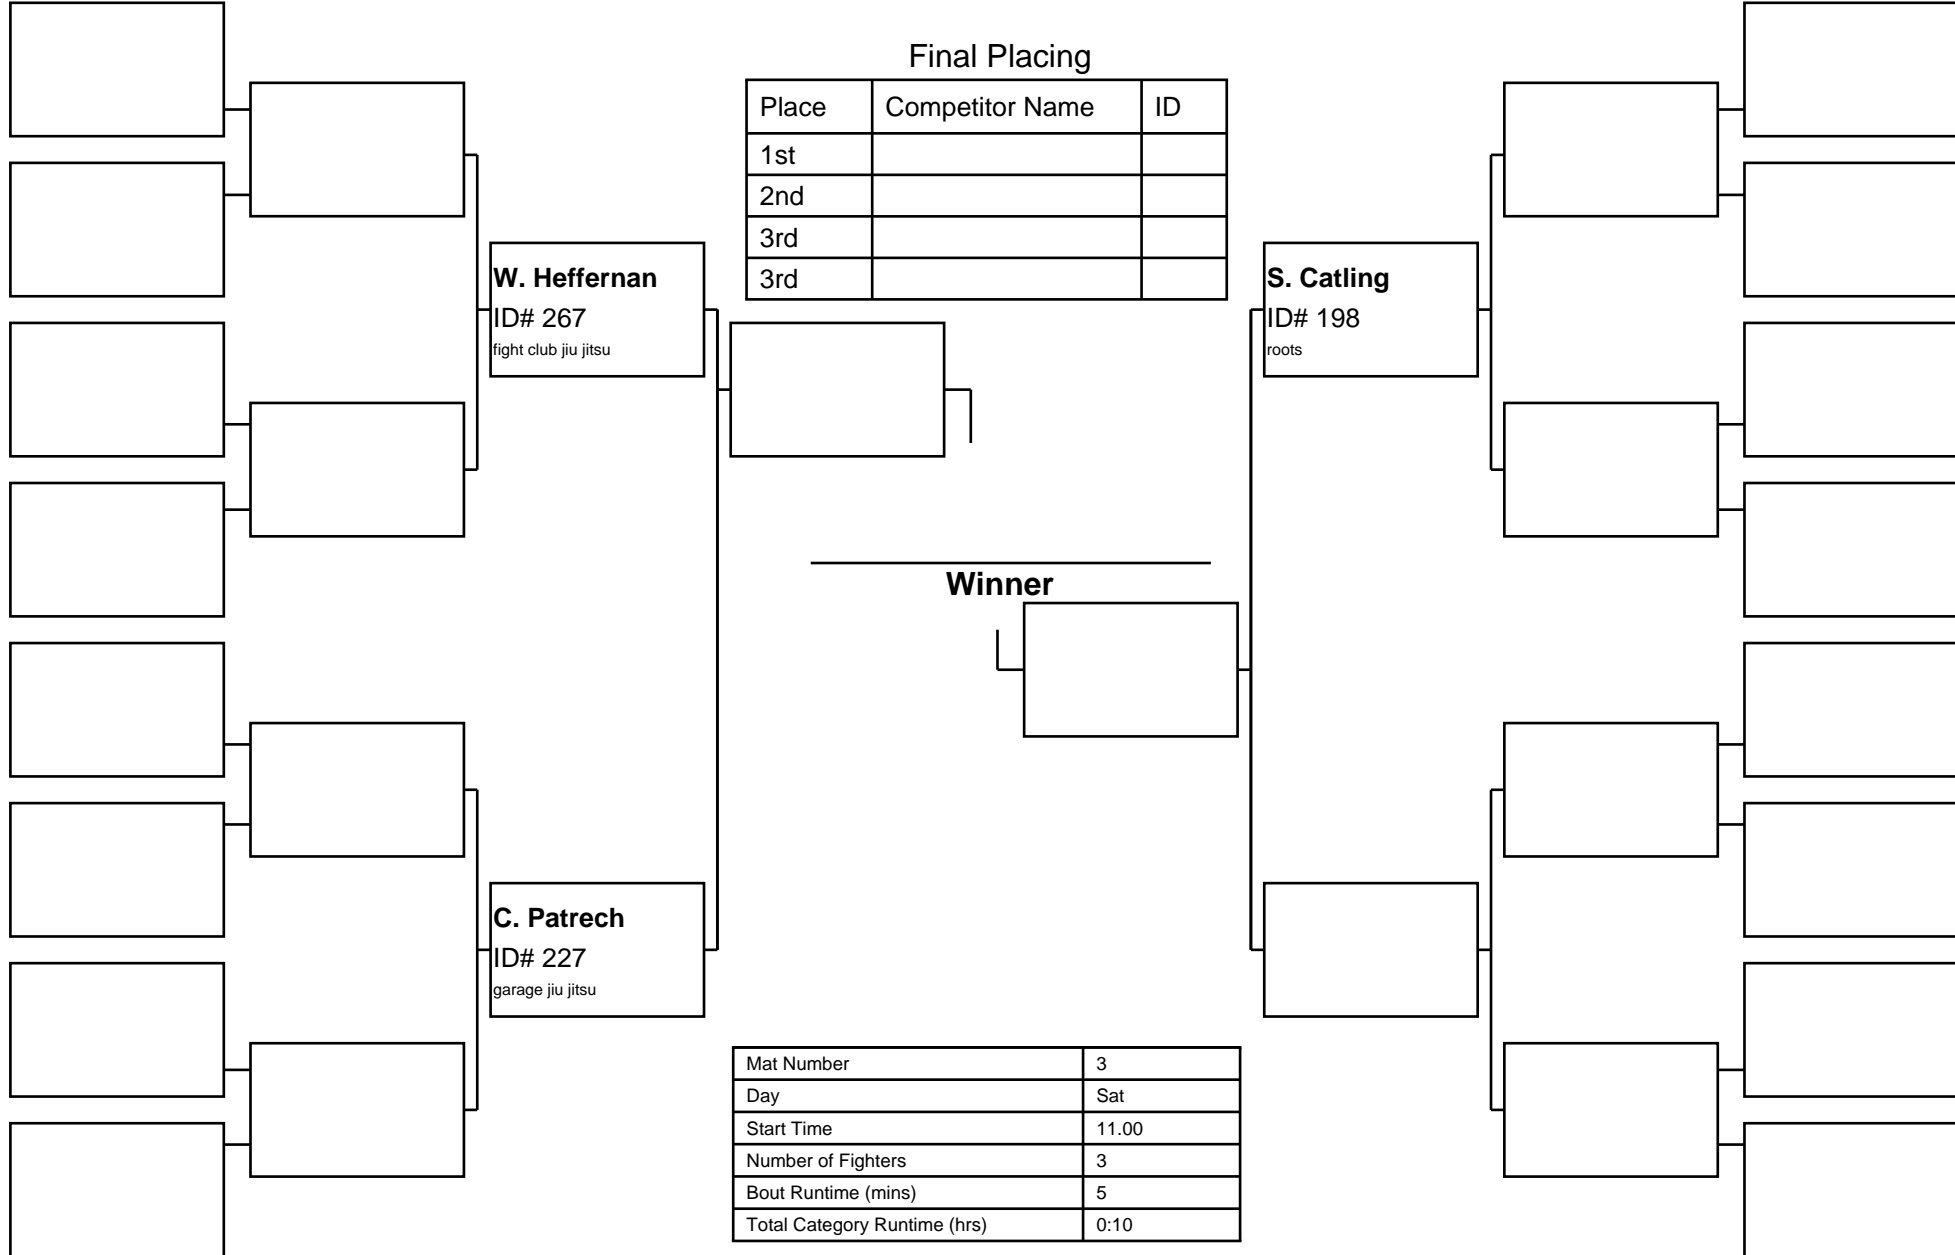 Final Placing
Place Competitor Name ID
1st
2nd
3rd
3rd
W. Heffernan
ID# 267
fight club jiu jitsu
S. Catling
ID# 198
roots
Winner
C. Patrech
ID# 227
garage jiu jitsu
Mat Number 3
Day Sat
Start Time 11.00
Number of Fighters 3
Bout Runtime (mins) 5
Total Category Runtime (hrs) 0:10